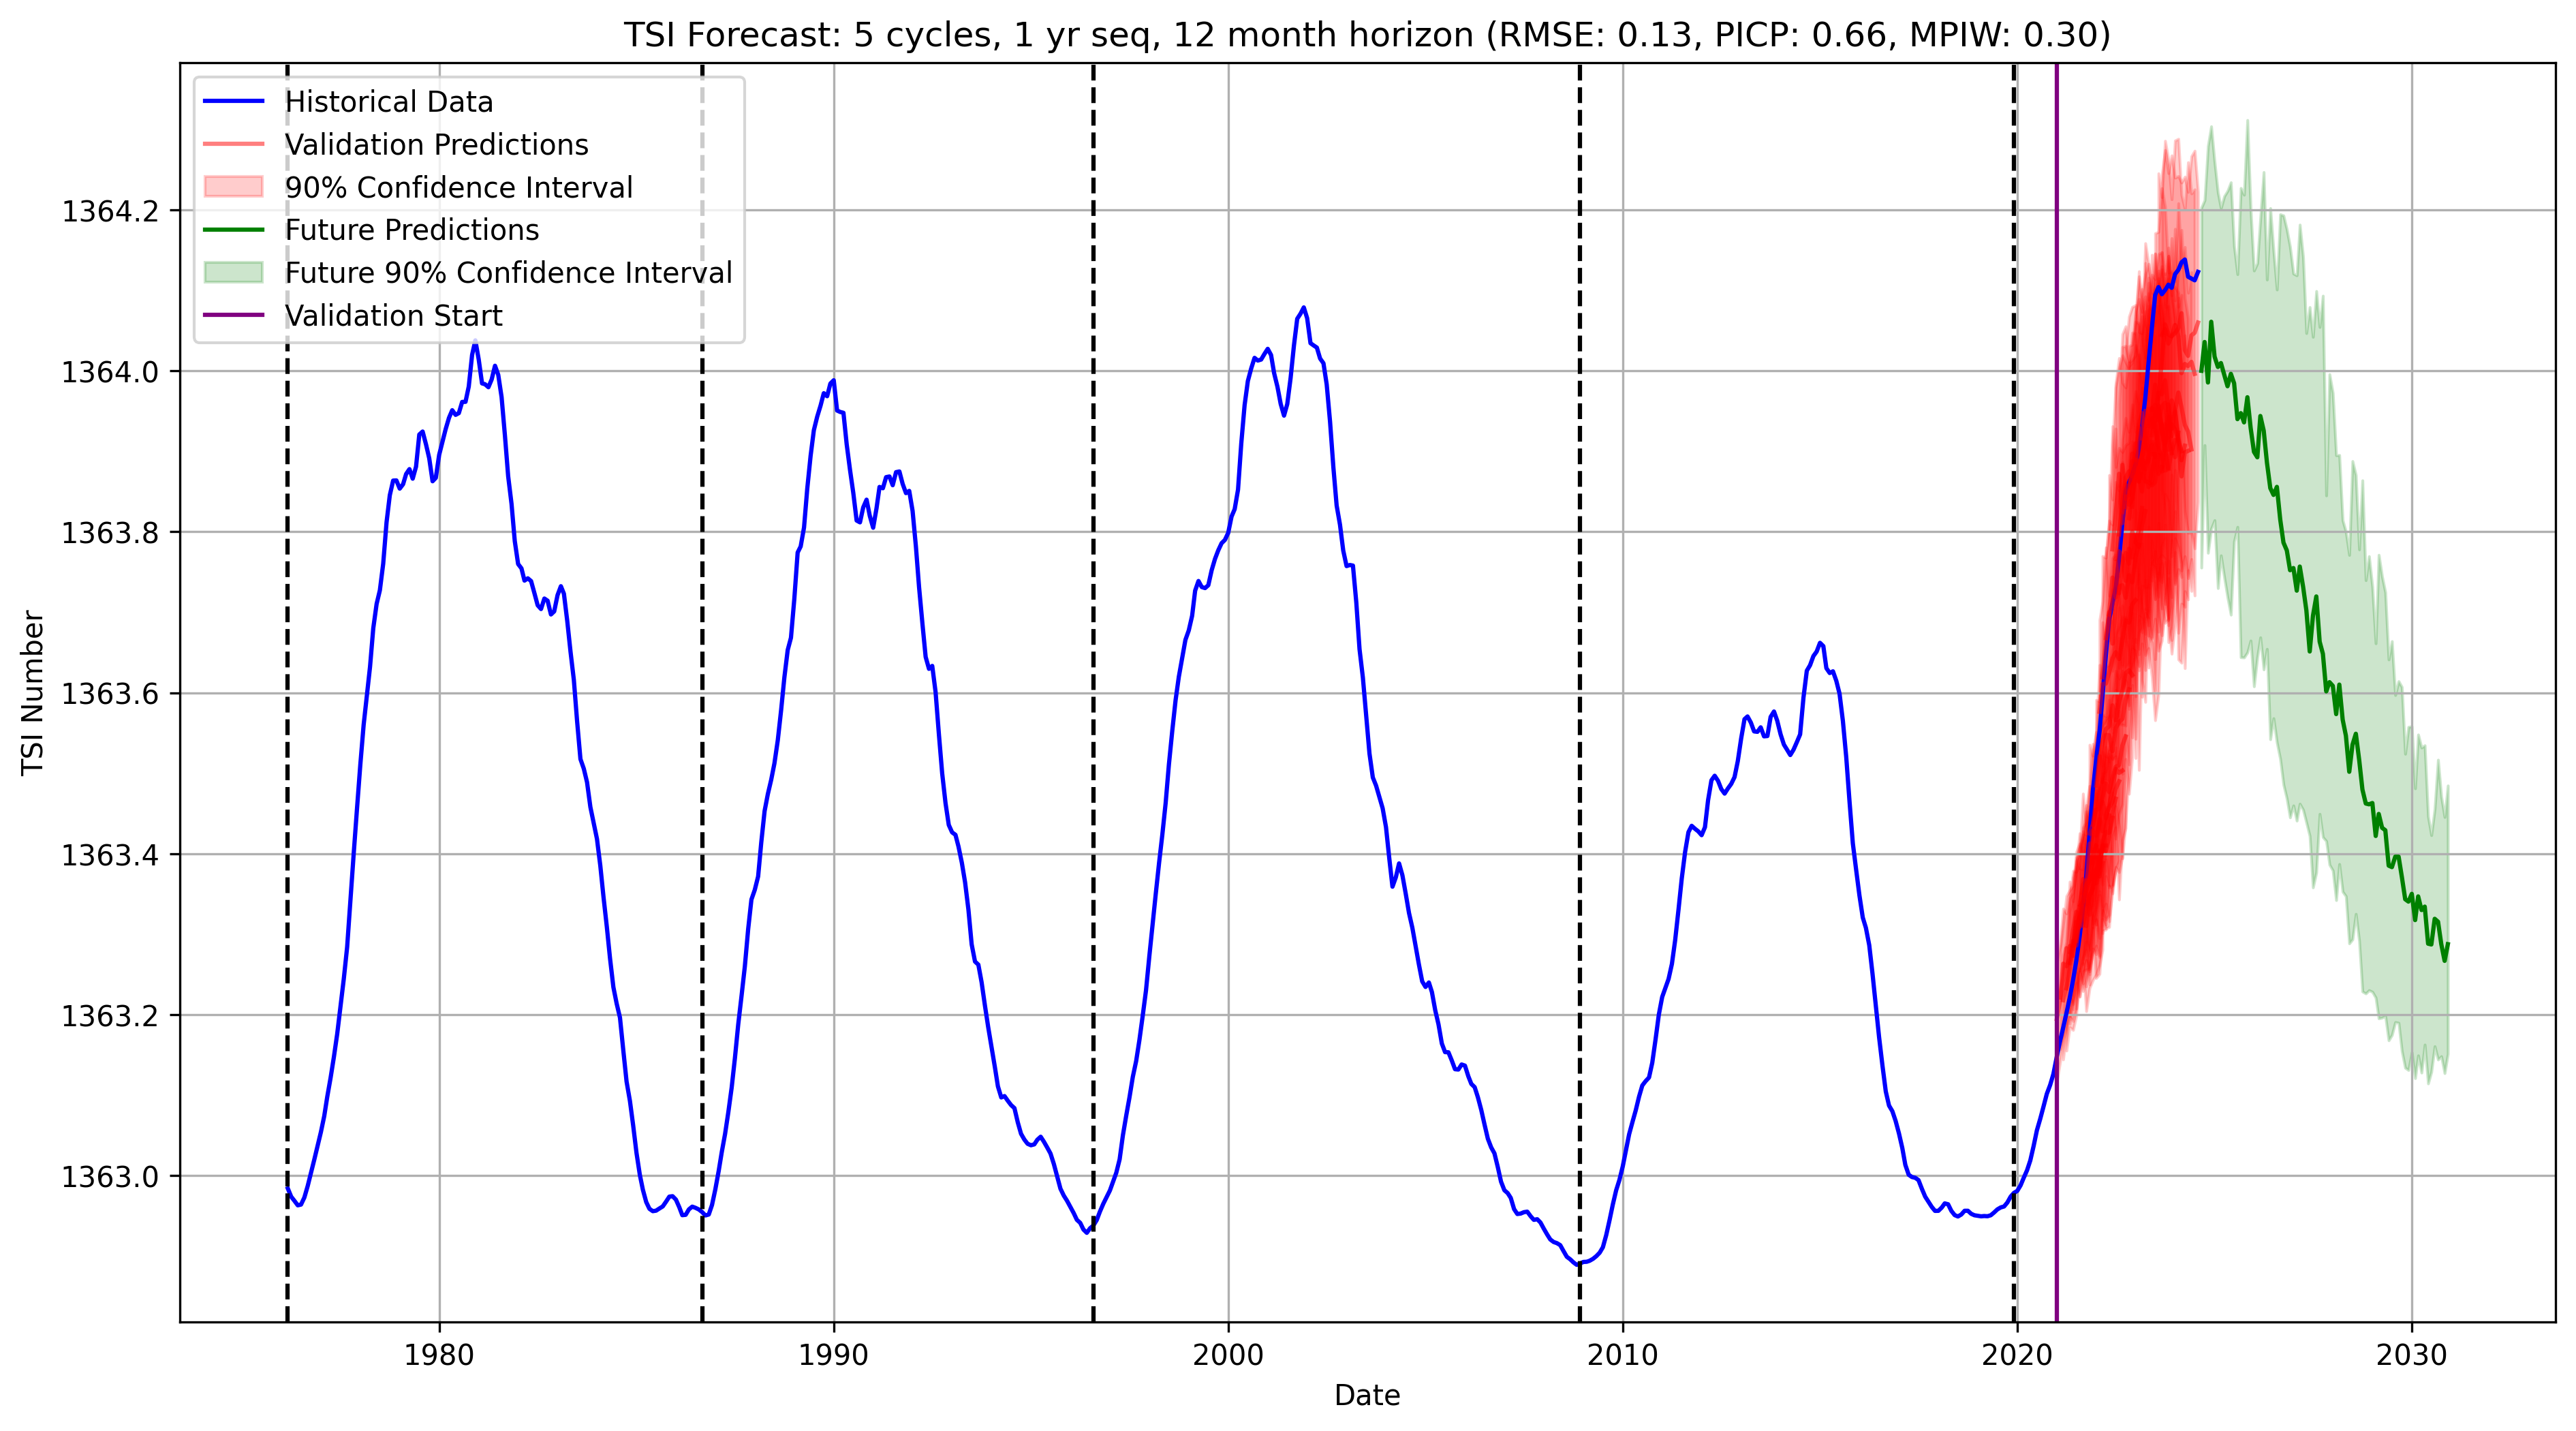 TSI Forecast: 5 cycles, 1 yr seq, 12 month horizon (RMSE: 0.13, PICP: 0.66, MPIW: 0.30)
Historical Data
Validation Predictions
90% Confidence Interval
Future Predictions
Future 90% Confidence Interval
Validation Start
1364.2
1364.0
1363.8
1363.6
1363.4
1363.2
1363.0
TSI Number
1980
1990
2000
2010
2020
2030
Date